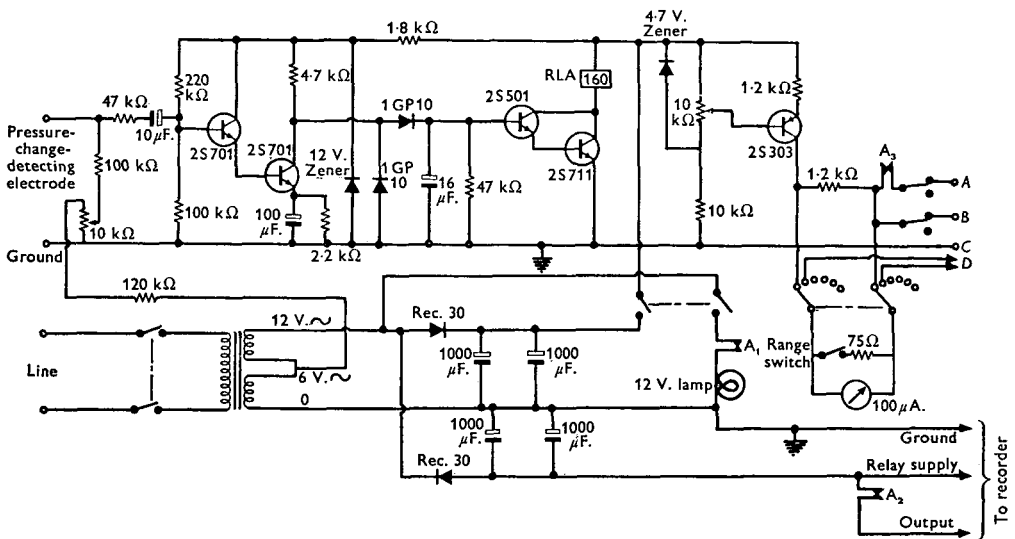 1·8 kΩ
4·7 V.
Zener
220
kΩ
4·7 kΩ
RLA 160
1·2 kΩ
47 kΩ
10 μF.
1 GP10
2S501
10
kΩ
2S701
2S701
2S711
2S303
Pressure-
change-
detecting
electrode
100 kΩ
12 V.
Zener
1 GP
10
16
μF.
47 kΩ
A3
1·2 kΩ
A
B
C
D
10 kΩ
100 kΩ
100
μF.
2·2 kΩ
10 kΩ
Ground
120 kΩ
12 V. ~
Rec. 30
Line
6 V. ~
0
1000
μF.
1000
μF.
A1
12 V. lamp
Range
switch
75Ω
100μA.
1000
μF.
1000
μF.
Ground
Rec. 30
Relay supply
A2
Output
To recorder